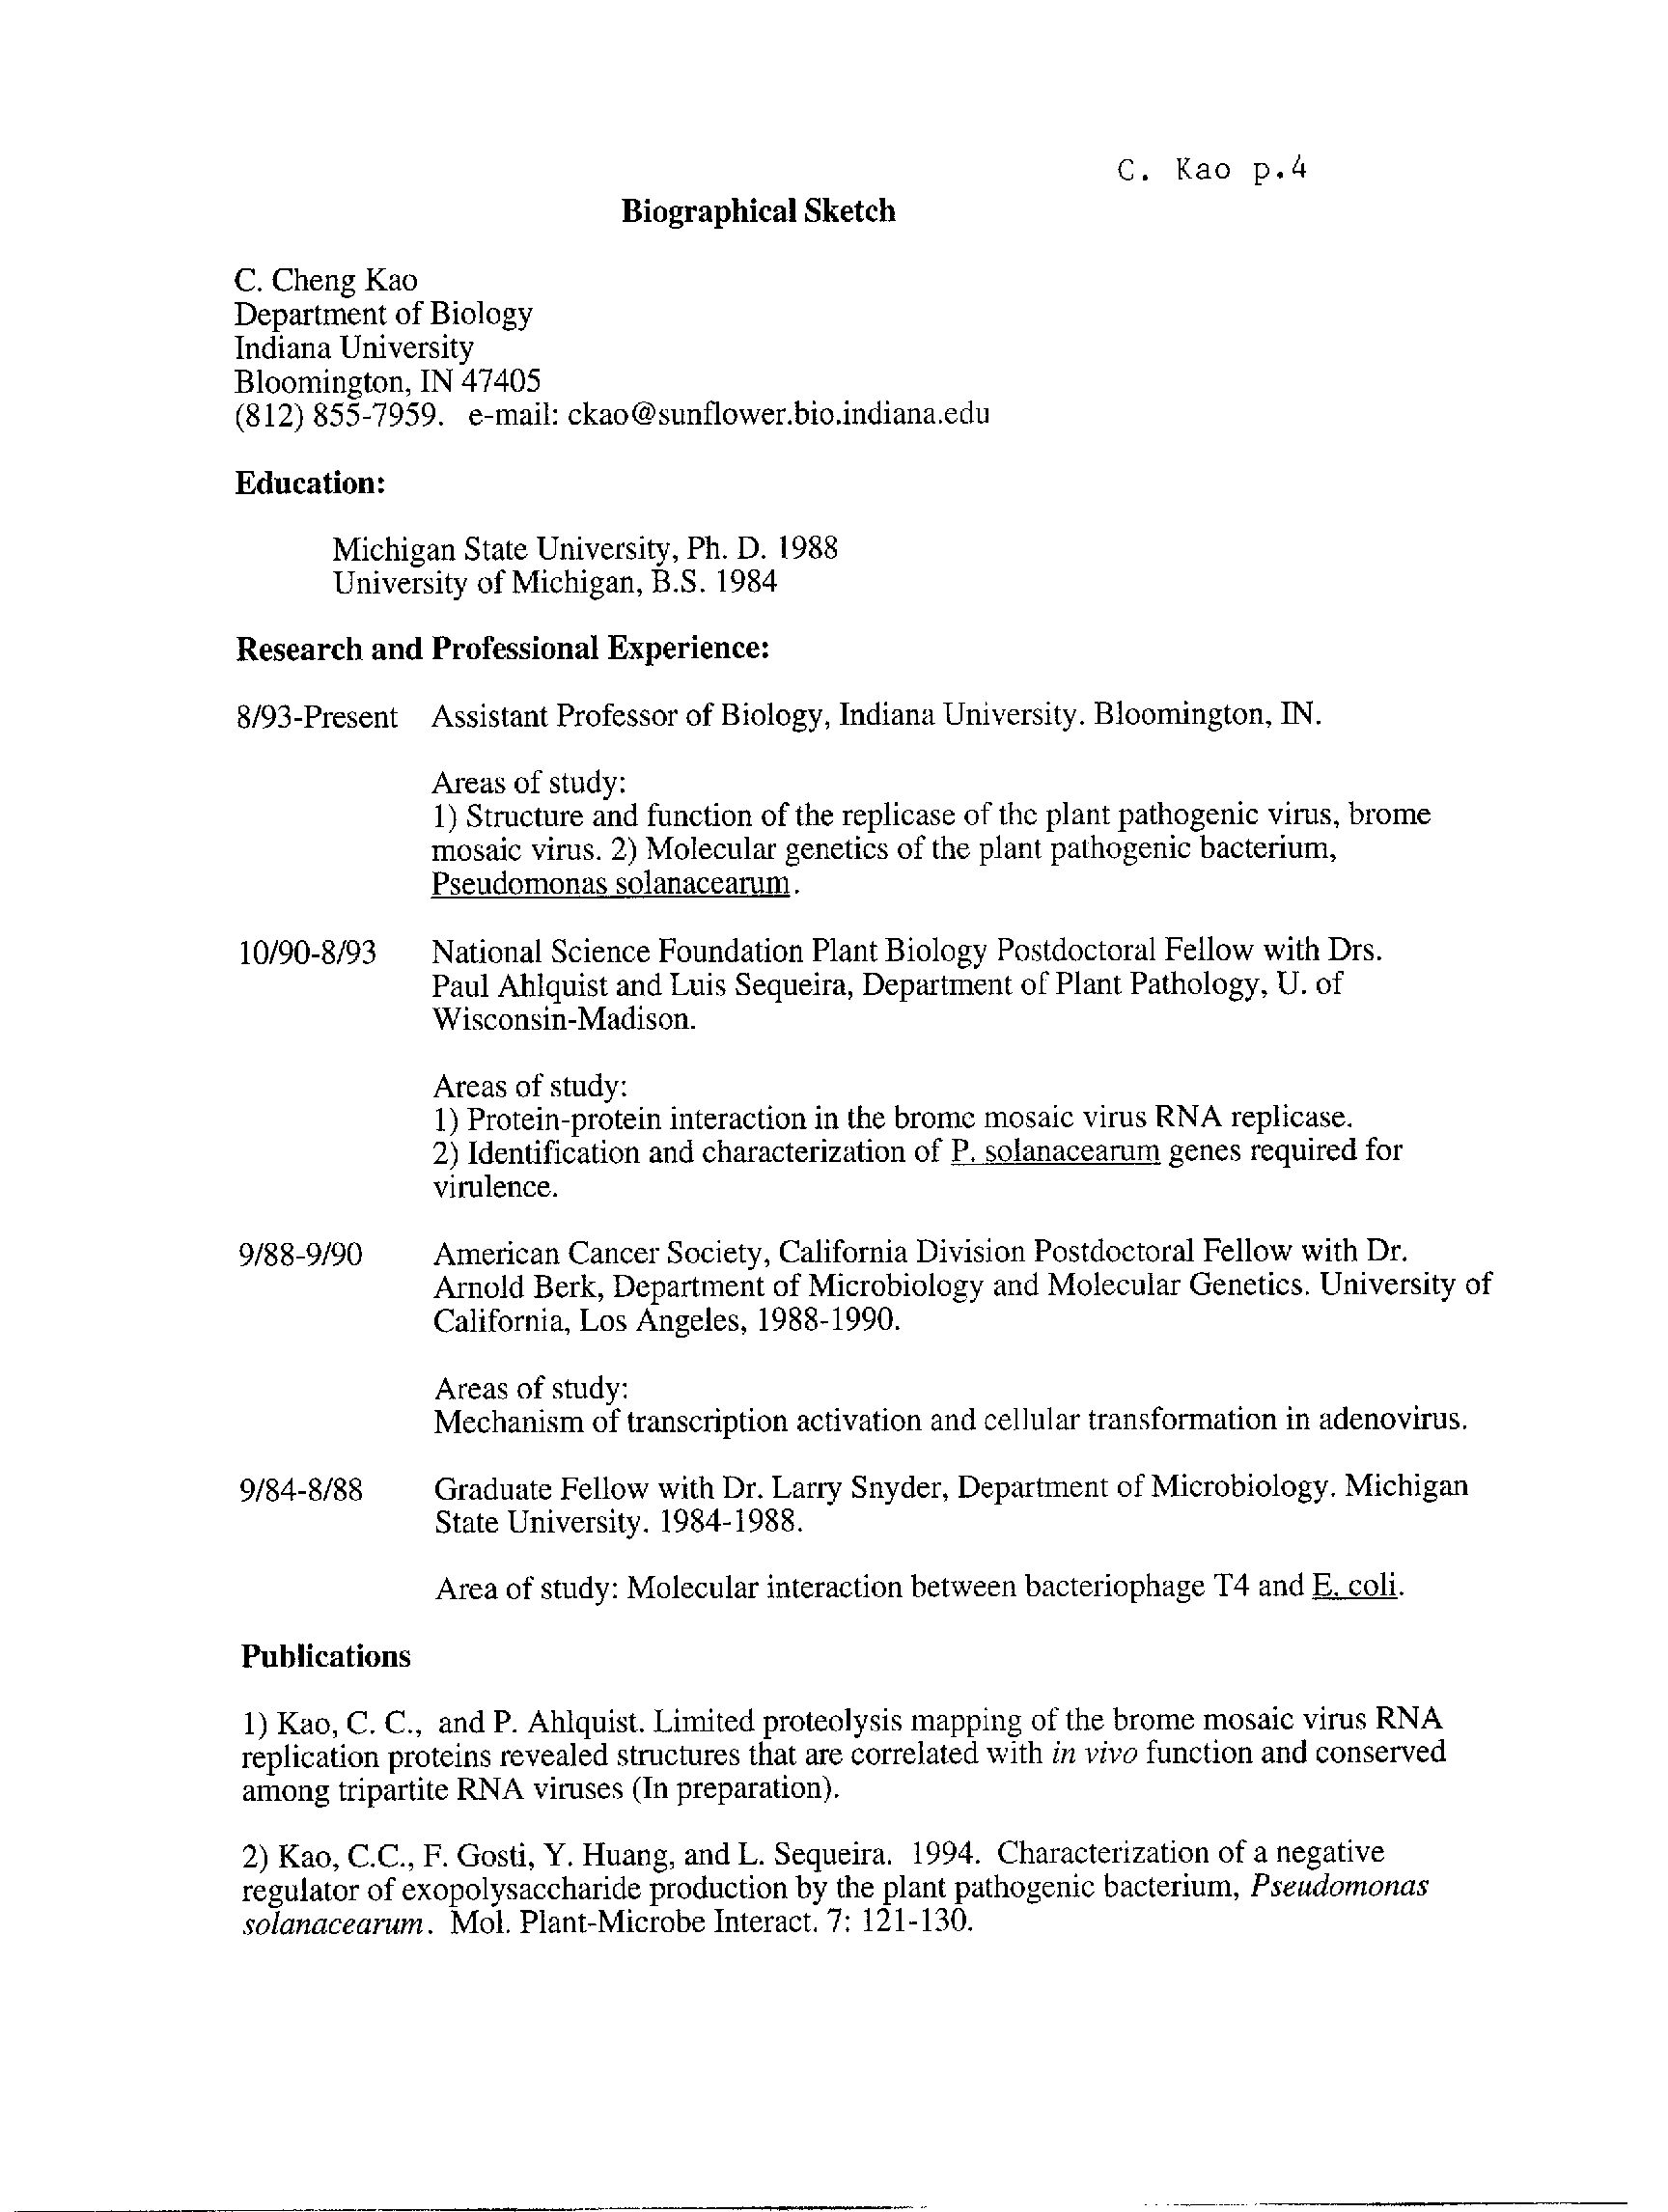 C. Kao p.4
Biographical Sketch
C. Cheng Kao
Department of Biology
Indiana University
Bloomington, IN 47405
(812) 855-7959. e-mail: ckao@sunflower.bio.indiana.edu
Education:
Michigan State University, Ph. D. 1988
University of Michigan, B.S. 1984
Research and Professional Experience:
8/93-Present Assistant Professor of Biology, Indiana University. Bloomington, IN.
Areas of study:
1) Structure and function of the replicase of the plant pathogenic virus, brome
mosaic virus. 2) Molecular genetics of the plant pathogenic bacterium,
Pseudomonas solanacearum.
10/90-8/93 National Science Foundation Plant Biology Postdoctoral Fellow with Drs.
Paul Ahlquist and Luis Sequeira, Department of Plant Pathology, U. of
Wisconsin-Madison.
Areas of study:
1) Protein-protein interaction in the brome mosaic virus RNA replicase.
2) Identification and characterization of P. solanacearum genes required for
virulence.
9/88-9/90 American Cancer Society, California Division Postdoctoral Fellow with Dr.
Arnold Berk, Department of Microbiology and Molecular Genetics. University of
California, Los Angeles, 1988-1990.
Areas of study:
Mechanism of transcription activation and cellular transformation in adenovirus.
9/84-8/88 Graduate Fellow with Dr. Larry Snyder, Department of Microbiology. Michigan
State University. 1984-1988.
Area of study: Molecular interaction between bacteriophage T4 and E. coli.
Publications
1) Kao, C. C., and P. Ahlquist. Limited proteolysis mapping of the brome mosaic virus RNA
replication proteins revealed structures that are correlated with in vivo function and conserved
among tripartite RNA viruses (In preparation).
2) Kao, C.C., F. Gosti, Y. Huang, and L. Sequeira. 1994. Characterization of a negative
regulator of exopolysaccharide production by the plant pathogenic bacterium, Pseudomonas
solanacearum. Mol. Plant-Microbe Interact. 7: 121-130.